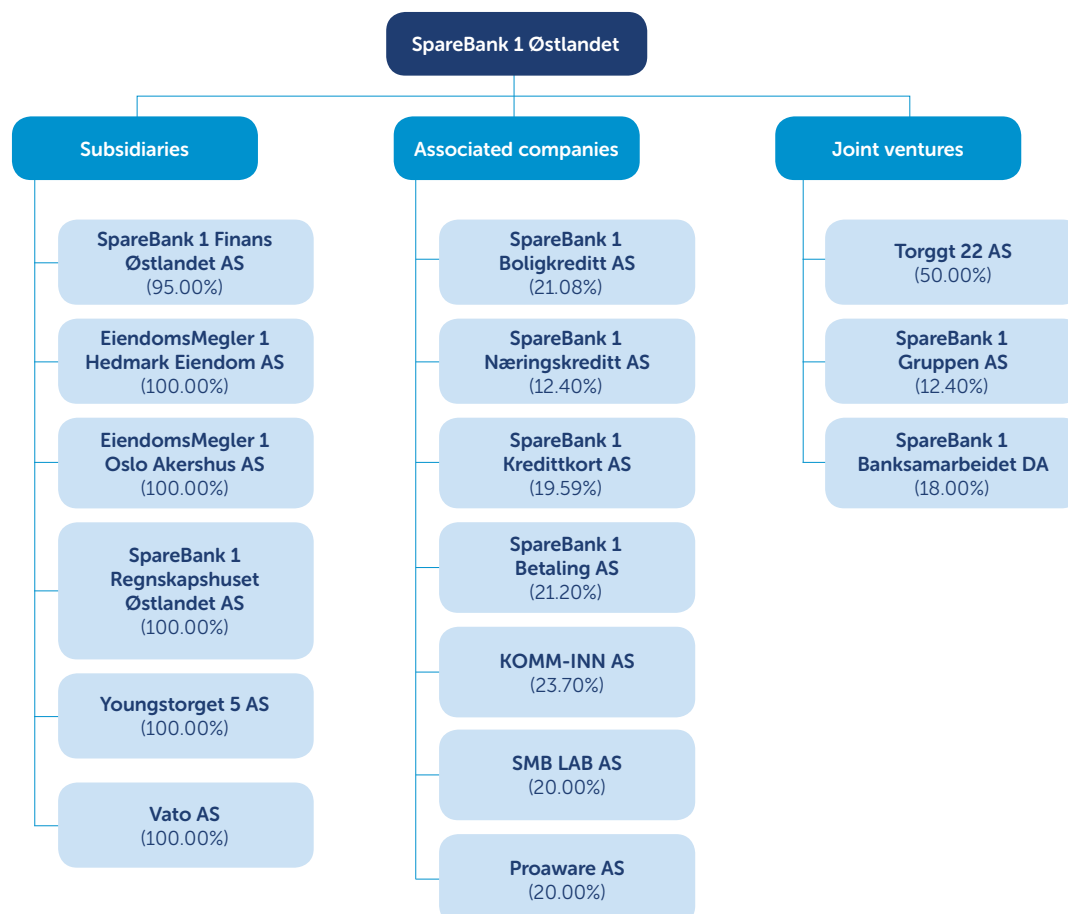 SpareBank 1 Østlandet
Subsidiaries
SpareBank 1 Finans
Østlandet AS
(95.00%)
EiendomsMegler 1
Hedmark Eiendom AS
(100.00%)
EiendomsMegler 1
Oslo Akershus AS
(100.00%)
SpareBank 1
Regnskapshuset
Østlandet AS
(100.00%)
Youngstorget 5 AS
(100.00%)
Vato AS
(100.00%)
Associated companies
SpareBank 1
Boligkreditt AS
(21.08%)
SpareBank 1
Næringskreditt AS
(12.40%)
SpareBank 1
Kredittkort AS
(19.59%)
SpareBank 1
Betaling AS
(21.20%)
KOMM-INN AS
(23.70%)
SMB LAB AS
(20.00%)
Proaware AS
(20.00%)
Joint ventures
Torggt 22 AS
(50.00%)
SpareBank 1
Gruppen AS
(12.40%)
SpareBank 1
Banksamarbeidet DA
(18.00%)